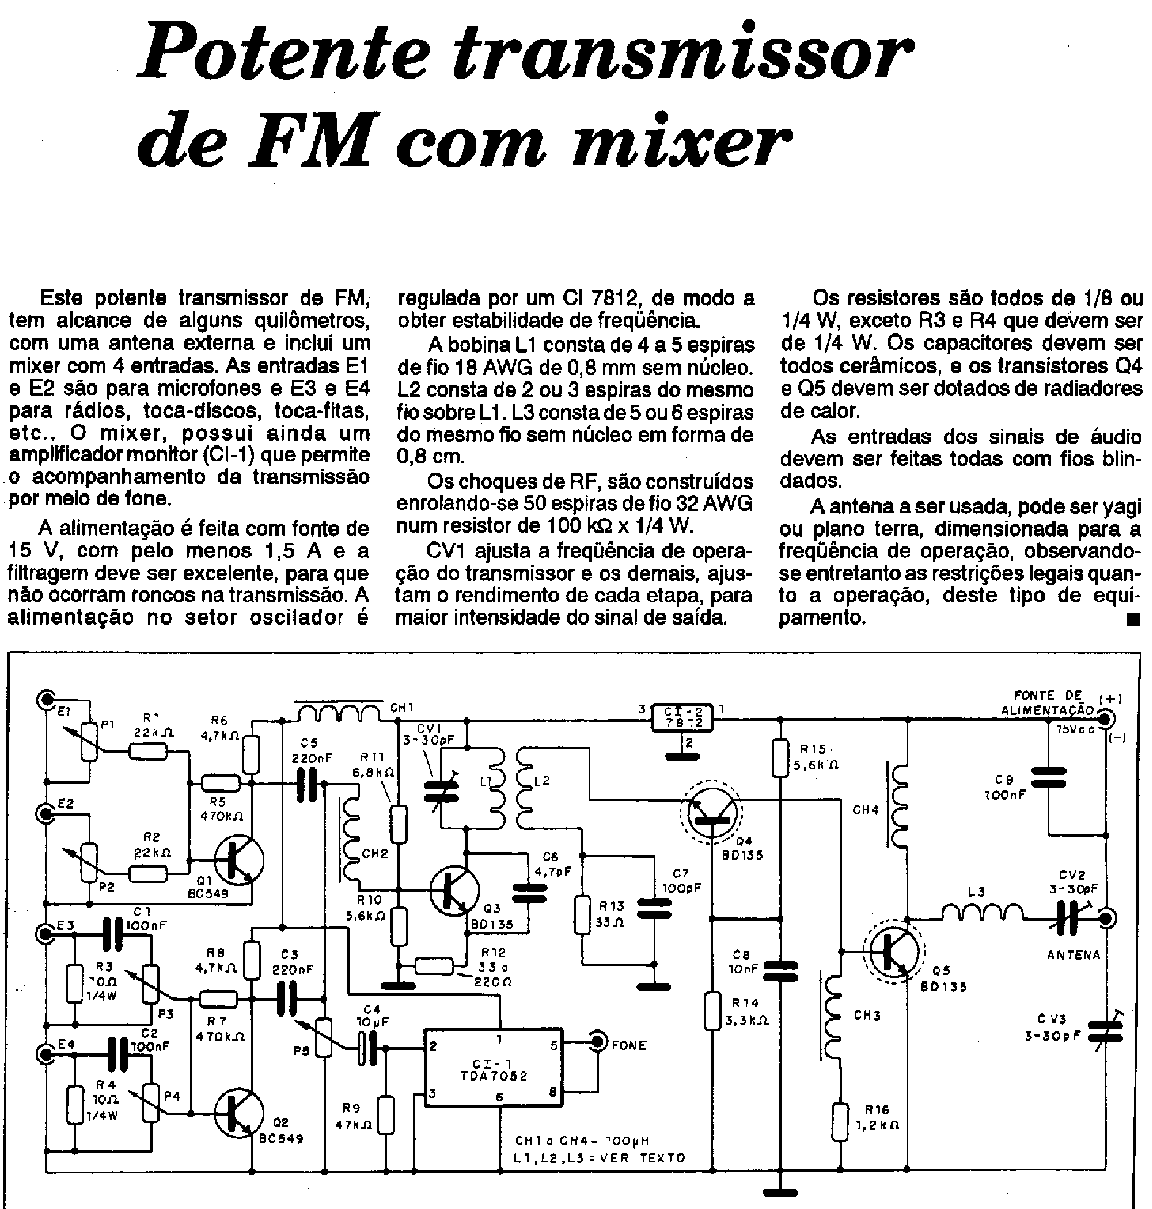 Potente transmissor
de FM com mixer
Este potente transmissor de FM,
tem alcance de alguns quilômetros,
com uma antena externa e inclui um
mixer com 4 entradas. As entradas E1
e E2 são para microfones e E3 e E4
para rádios, toca-discos, toca-fitas,
etc.. O mixer, possui ainda um
amplificador monitor (CI-1) que permite
o acompanhamento da transmissão
por meio de fone.
A alimentação é feita com fonte de
15 V, com pelo menos 1,5 A e a
filtragem deve ser excelente, para que
não ocorram roncos na transmissão. A
alimentação no setor oscilador é
regulada por um CI 7812, de modo a
obter estabilidade de freqüência.
A bobina L1 consta de 4 a 5 espiras
de fio 18 AWG de 0,8 mm sem núcleo.
L2 consta de 2 ou 3 espiras do mesmo
fio sobre L1. L3 consta de 5 ou 6 espiras
do mesmo fio sem núcleo em forma de
0,8 cm.
Os choques de RF, são construídos
enrolando-se 50 espiras de fio 32 AWG
num resistor de 100 kΩ x 1/4 W.
CV1 ajusta a freqüência de opera-
ção do transmissor e os demais, ajus-
tam o rendimento de cada etapa, para
maior intensidade do sinal de saída.
Os resistores são todos de 1/8 ou
1/4 W, exceto R3 e R4 que devem ser
de 1/4 W. Os capacitores devem ser
todos cerâmicos, e os transístores Q4
e Q5 devem ser dotados de radiadores
de calor.
As entradas dos sinais de áudio
devem ser feitas todas com fios blin-
dados.
A antena a ser usada, pode ser yagi
ou plano terra, dimensionada para a
freqüência de operação, observando-
se entretanto as restrições legais quan-
to a operação, deste tipo de equi-
pamento.
E1
P1
R1
22kΩ
R6
4,7kΩ
CH1
C5
220nF
R11
6,8kΩ
CV1
3-30pF
L1
L2
3
CI-2
1
2
R15
5,6kΩ
FONTE DE
ALIMENTAÇÃO
(+)
15Vcc
(-)
C9
100nF
CH4
E2
P2
R2
22kΩ
R5
470kΩ
Q1
BC549
CH2
R10
5,6kΩ
Q3
BD135
C6
4,7pF
R13
33Ω
C7
100pF
Q4
BD135
L3
CV2
3-30pF
ANTENA
E3
C1
100nF
R3
10Ω
1/4W
P3
R8
4,7kΩ
C3
220nF
R7
470kΩ
R12
33 a
220Ω
C8
10nF
Q5
BD135
R14
3,3kΩ
CH3
CV3
3-30pF
E4
C2
100nF
R4
10Ω
1/4W
P4
Q2
BC549
P5
C4
10µF
R9
47kΩ
2
1
5
CI-1
TDA7052
3
6
8
FONE
R16
1,2kΩ
CH1 a CH4 - 100µH
L1, L2, L3 = VER TEXTO